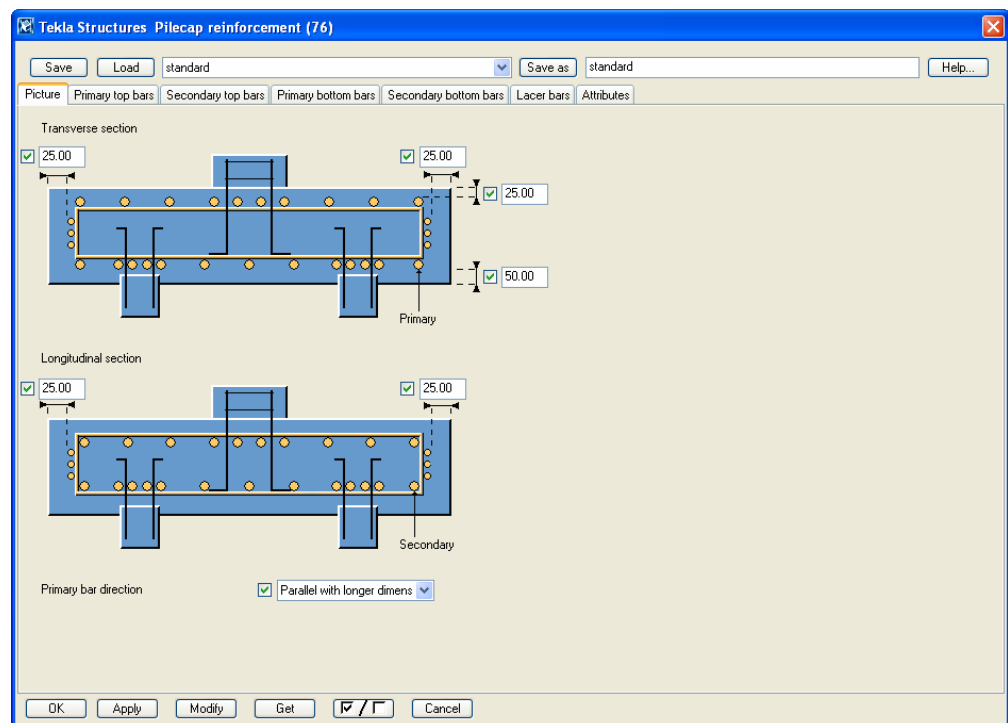 Tekla Structures Pilecap reinforcement (76)
Save Load standard Save as standard Help...
Picture Primary top bars Secondary top bars Primary bottom bars Secondary bottom bars Lacer bars Attributes
Transverse section
25.00 25.00
25.00
50.00
Primary
Longitudinal section
25.00 25.00
Secondary
Primary bar direction Parallel with longer dimens
OK Apply Modify Get / Cancel